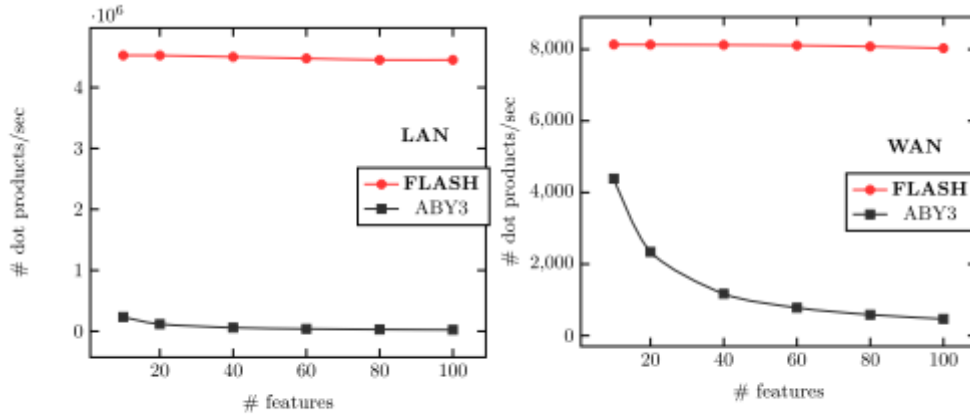 ·10⁶
4
3
2
1
0
# dot products/sec
20 40 60 80 100
# features
LAN
FLASH
ABY3
8,000
6,000
4,000
2,000
0
# dot products/sec
20 40 60 80 100
# features
WAN
FLASH
ABY3